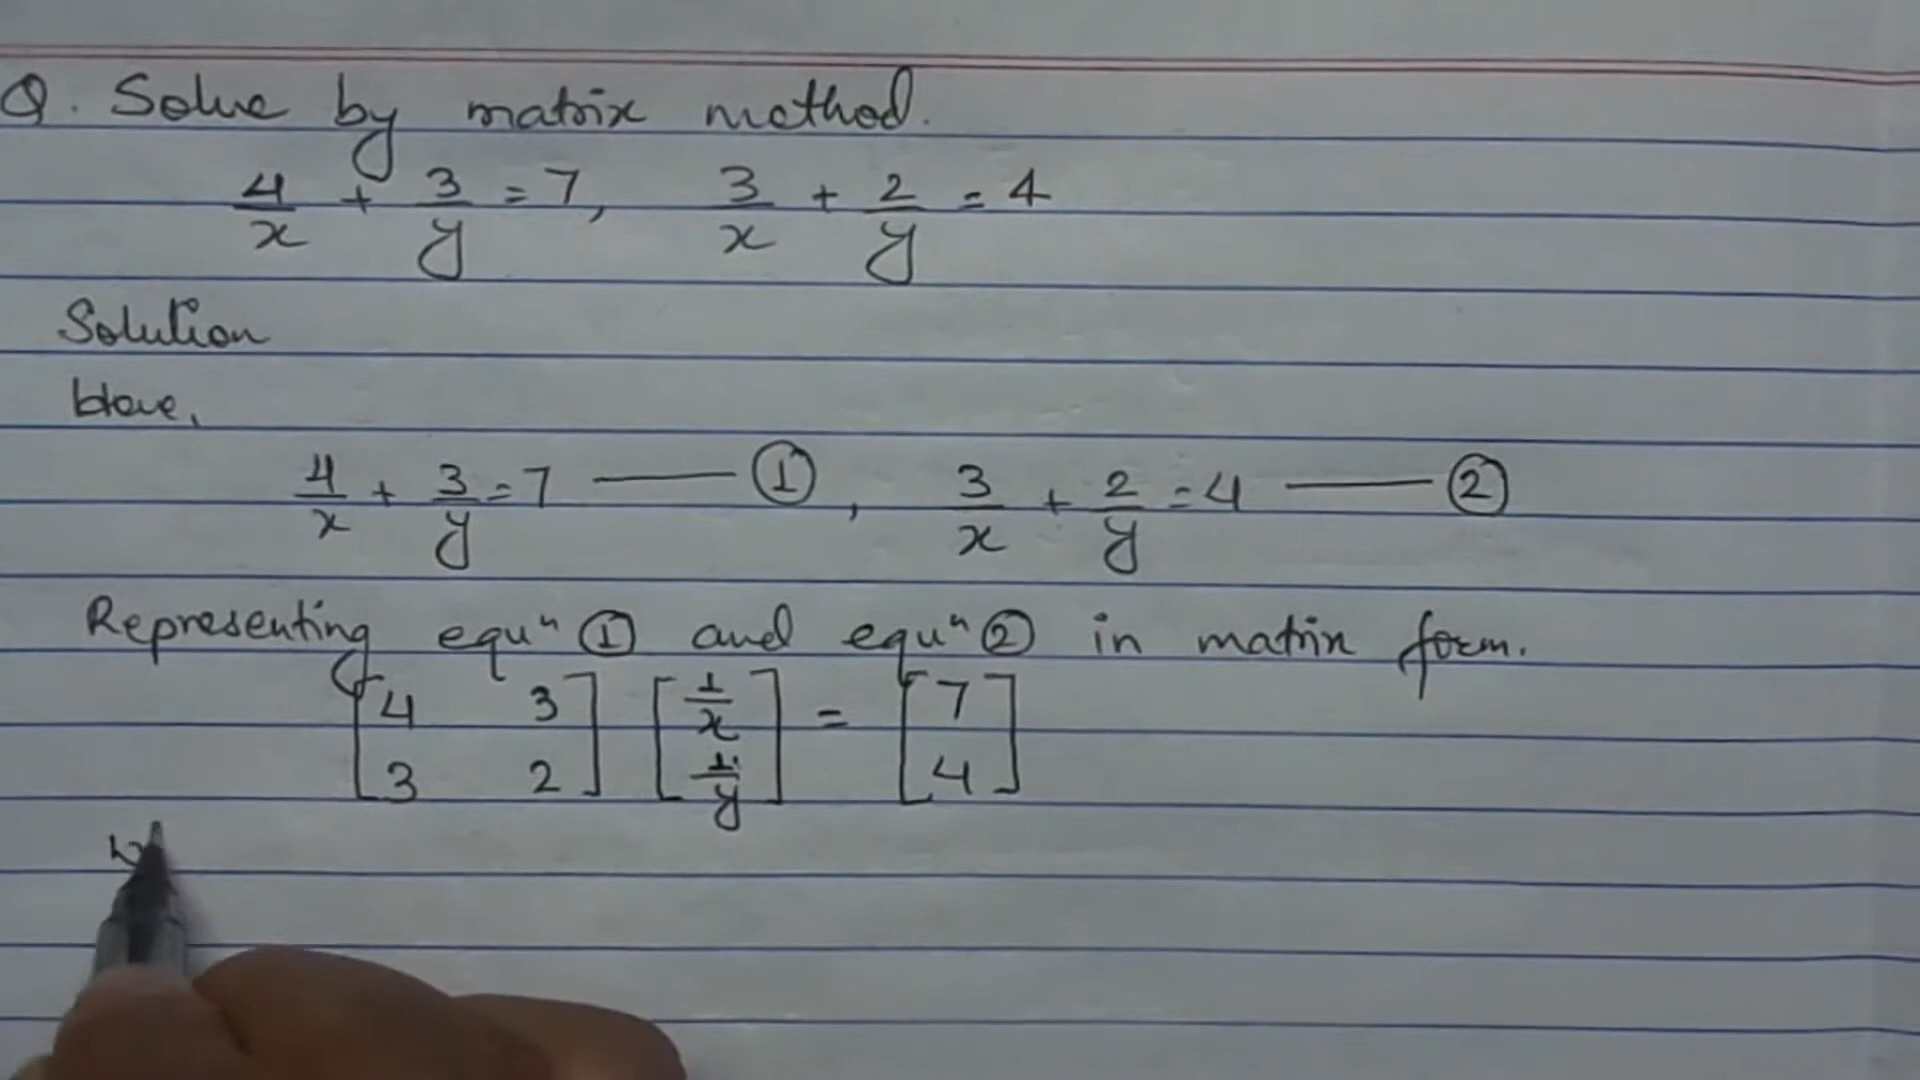 Q. Solve by matrix method.
4/x + 3/y = 7, 3/x + 2/y = 4
Solution
Here,
4/x + 3/y = 7 —— ①, 3/x + 2/y = 4 —— ②
Representing equⁿ ① and equⁿ ② in matrix form.
[4 3] [1/x] = [7]
[3 2] [1/y] [4]